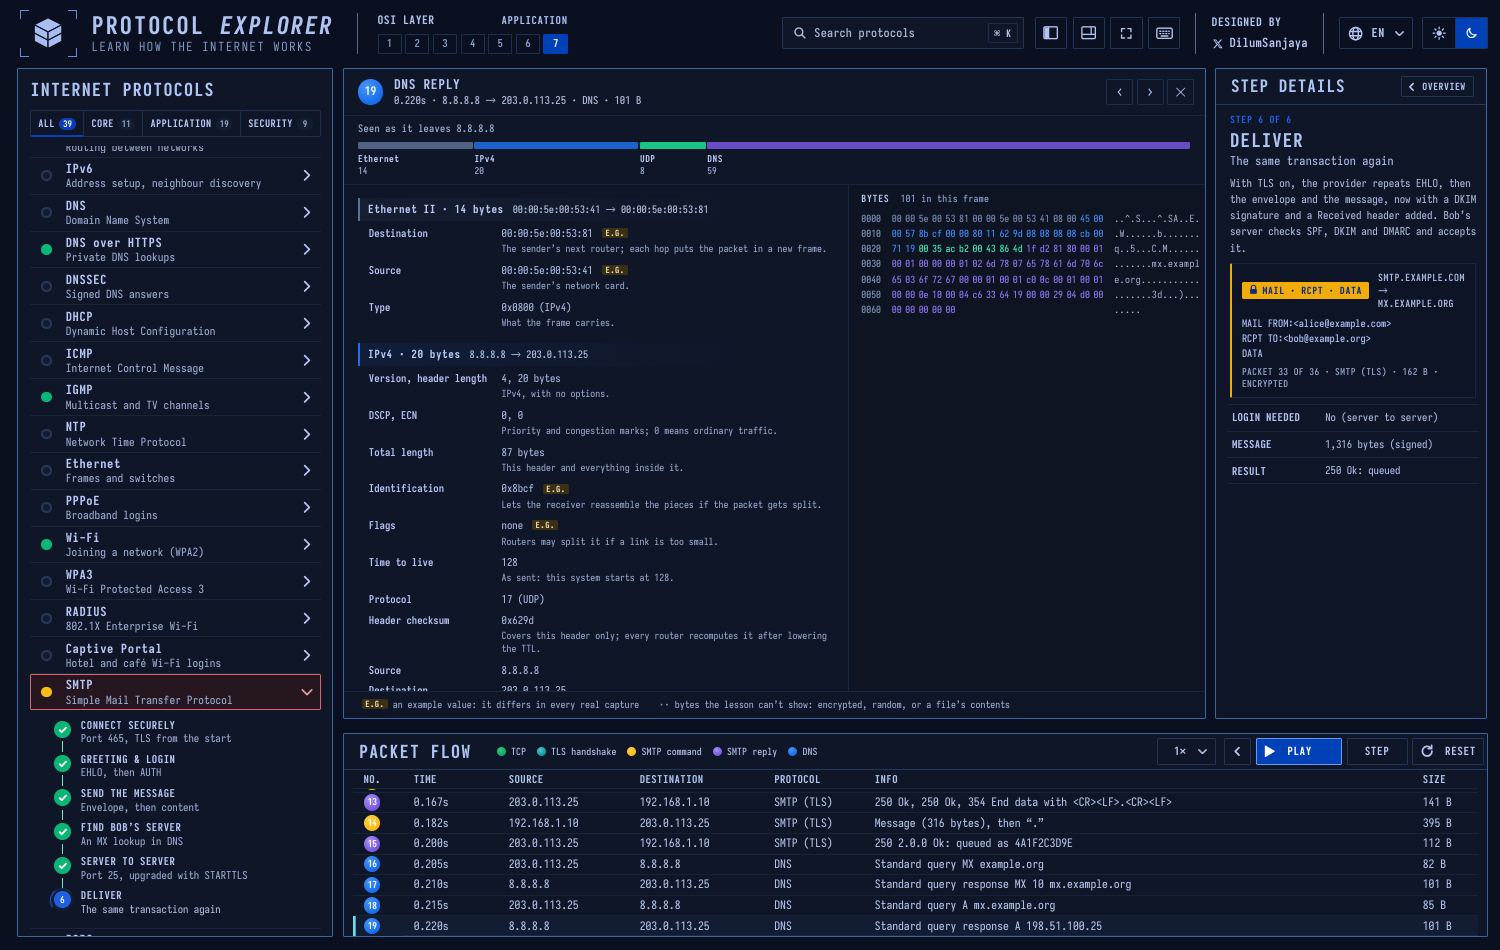 PROTOCOL EXPLORER
LEARN HOW THE INTERNET WORKS
OSI LAYER APPLICATION
1 2 3 4 5 6 7
Search protocols ⌘ K
DESIGNED BY
DilumSanjaya
EN
INTERNET PROTOCOLS
ALL 39 CORE 11 APPLICATION 19 SECURITY 9
Routing between networks
IPv6
Address setup, neighbour discovery
DNS
Domain Name System
DNS over HTTPS
Private DNS lookups
DNSSEC
Signed DNS answers
DHCP
Dynamic Host Configuration
ICMP
Internet Control Message
IGMP
Multicast and TV channels
NTP
Network Time Protocol
Ethernet
Frames and switches
PPPoE
Broadband logins
Wi-Fi
Joining a network (WPA2)
WPA3
Wi-Fi Protected Access 3
RADIUS
802.1X Enterprise Wi-Fi
Captive Portal
Hotel and café Wi-Fi logins
SMTP
Simple Mail Transfer Protocol
CONNECT SECURELY
Port 465, TLS from the start
GREETING & LOGIN
EHLO, then AUTH
SEND THE MESSAGE
Envelope, then content
FIND BOB'S SERVER
An MX lookup in DNS
SERVER TO SERVER
Port 25, upgraded with STARTTLS
6 DELIVER
The same transaction again
19 DNS REPLY
0.220s · 8.8.8.8 → 203.0.113.25 · DNS · 101 B
Seen as it leaves 8.8.8.8
Ethernet IPv4 UDP DNS
14 20 8 59
Ethernet II · 14 bytes 00:00:5e:00:53:41 → 00:00:5e:00:53:81
Destination 00:00:5e:00:53:81 E.G.
The sender's next router; each hop puts the packet in a new frame.
Source 00:00:5e:00:53:41 E.G.
The sender's network card.
Type 0x0800 (IPv4)
What the frame carries.
IPv4 · 20 bytes 8.8.8.8 → 203.0.113.25
Version, header length 4, 20 bytes
IPv4, with no options.
DSCP, ECN 0, 0
Priority and congestion marks; 0 means ordinary traffic.
Total length 87 bytes
This header and everything inside it.
Identification 0x8bcf E.G.
Lets the receiver reassemble the pieces if the packet gets split.
Flags none E.G.
Routers may split it if a link is too small.
Time to live 128
As sent: this system starts at 128.
Protocol 17 (UDP)
Header checksum 0x629d
Covers this header only; every router recomputes it after lowering
the TTL.
Source 8.8.8.8
Destination 203.0.113.25
E.G. an example value: it differs in every real capture ·· bytes the lesson can't show: encrypted, random, or a file's contents
BYTES 101 in this frame
0000 00 00 5e 00 53 81 00 00 5e 00 53 41 08 00 45 00 ..^.S...^.SA..E.
0010 00 57 8b cf 00 00 80 11 62 9d 08 08 08 08 cb 00 .W......b.......
0020 71 19 00 35 ac b2 00 43 86 4d 1f d2 81 80 00 01 q..5...C.M......
0030 00 01 00 00 00 01 02 6d 78 07 65 78 61 6d 70 6c .......mx.exampl
0040 65 03 6f 72 67 00 00 01 00 01 c0 0c 00 01 00 01 e.org...........
0050 00 00 0e 10 00 04 c6 33 64 19 00 00 29 04 d0 00 .......3d...)...
0060 00 00 00 00 00 .....
STEP DETAILS OVERVIEW
STEP 6 OF 6
DELIVER
The same transaction again
With TLS on, the provider repeats EHLO, then
the envelope and the message, now with a DKIM
signature and a Received header added. Bob's
server checks SPF, DKIM and DMARC and accepts
it.
MAIL · RCPT · DATA
SMTP.EXAMPLE.COM
→
MX.EXAMPLE.ORG
MAIL FROM:<alice@example.com>
RCPT TO:<bob@example.org>
DATA
PACKET 33 OF 36 · SMTP (TLS) · 162 B ·
ENCRYPTED
LOGIN NEEDED No (server to server)
MESSAGE 1,316 bytes (signed)
RESULT 250 Ok: queued
PACKET FLOW TCP TLS handshake SMTP command SMTP reply DNS
1× PLAY STEP RESET
NO. TIME SOURCE DESTINATION PROTOCOL INFO SIZE
13 0.167s 203.0.113.25 192.168.1.10 SMTP (TLS) 250 Ok, 250 Ok, 354 End data with <CR><LF>.<CR><LF> 141 B
14 0.182s 192.168.1.10 203.0.113.25 SMTP (TLS) Message (316 bytes), then “.” 395 B
15 0.200s 203.0.113.25 192.168.1.10 SMTP (TLS) 250 2.0.0 Ok: queued as 4A1F2C3D9E 112 B
16 0.205s 203.0.113.25 8.8.8.8 DNS Standard query MX example.org 82 B
17 0.210s 8.8.8.8 203.0.113.25 DNS Standard query response MX 10 mx.example.org 101 B
18 0.215s 203.0.113.25 8.8.8.8 DNS Standard query A mx.example.org 85 B
19 0.220s 8.8.8.8 203.0.113.25 DNS Standard query response A 198.51.100.25 101 B